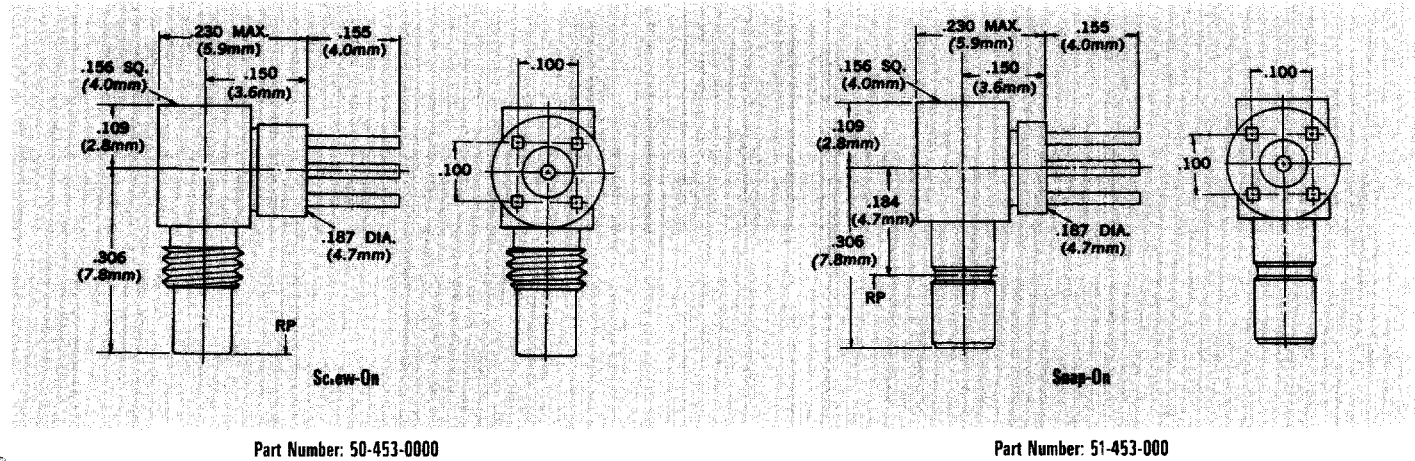 .230 MAX.
(5.9mm)
.155
(4.0mm)
.156 SQ.
(4.0mm)
.150
(3.6mm)
.109
(2.8mm)
.306
(7.8mm)
.187 DIA.
(4.7mm)
RP
.100
.100
Screw-On
Part Number: 50-453-0000
.230 MAX.
(5.9mm)
.155
(4.0mm)
.156 SQ.
(4.0mm)
.150
(3.6mm)
.109
(2.8mm)
.184
(4.7mm)
.306
(7.8mm)
.187 DIA.
(4.7mm)
RP
.100
.100
Snap-On
Part Number: 51-453-000